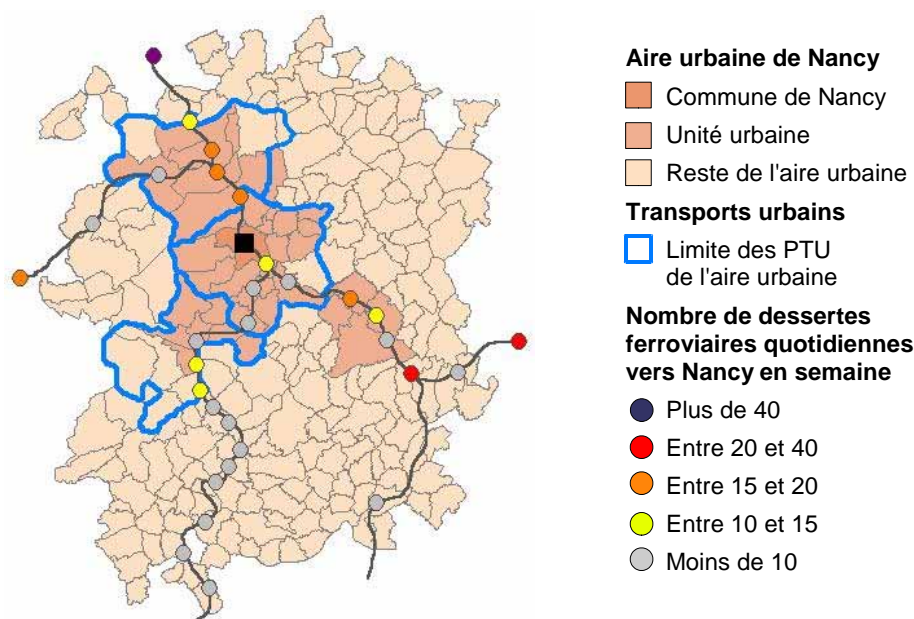 Aire urbaine de Nancy
Commune de Nancy
Unité urbaine
Reste de l'aire urbaine
Transports urbains
Limite des PTU
de l'aire urbaine
Nombre de dessertes
ferroviaires quotidiennes
vers Nancy en semaine
Plus de 40
Entre 20 et 40
Entre 15 et 20
Entre 10 et 15
Moins de 10